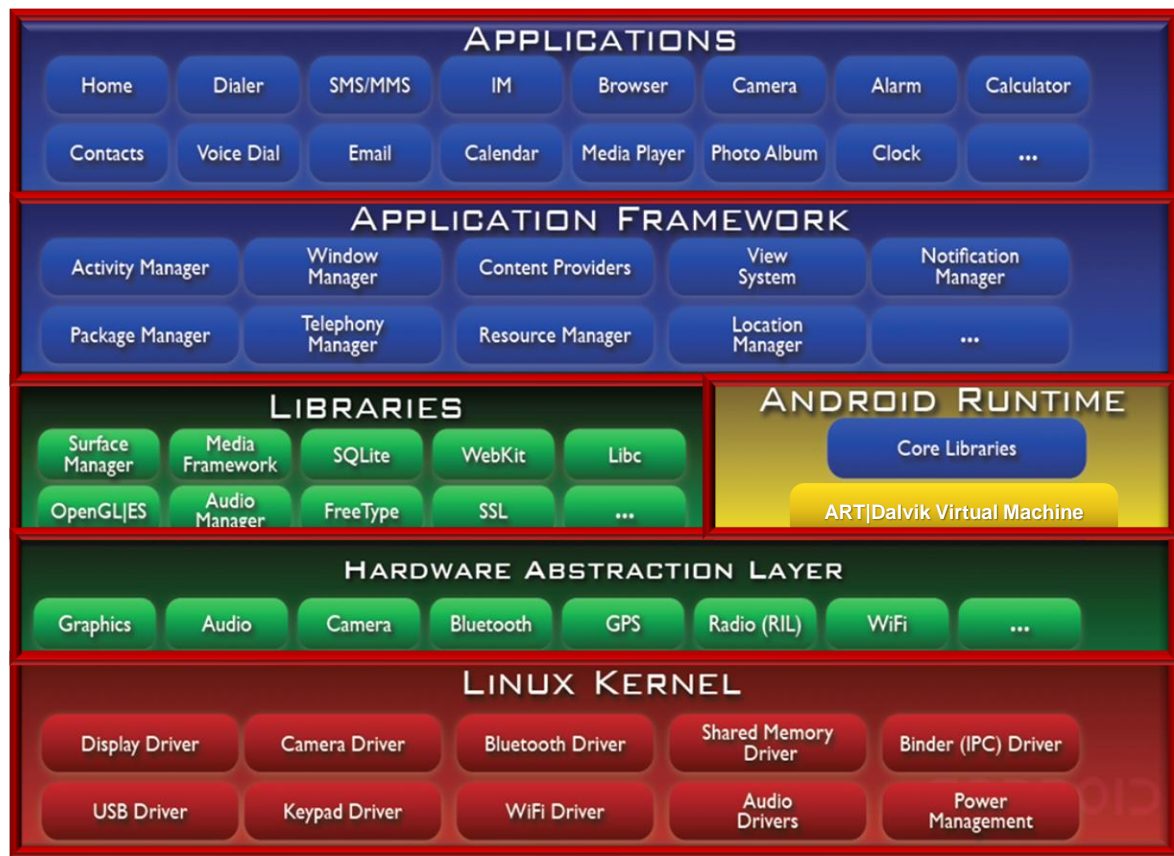 APPLICATIONS
Home
Dialer
SMS/MMS
IM
Browser
Camera
Alarm
Calculator
Contacts
Voice Dial
Email
Calendar
Media Player
Photo Album
Clock
...
APPLICATION FRAMEWORK
Activity Manager
Window
Manager
Content Providers
View
System
Notification
Manager
Package Manager
Telephony
Manager
Resource Manager
Location
Manager
...
LIBRARIES
Surface
Manager
Media
Framework
SQLite
WebKit
Libc
OpenGL|ES
Audio
Manager
FreeType
SSL
...
ANDROID RUNTIME
Core Libraries
ART|Dalvik Virtual Machine
HARDWARE ABSTRACTION LAYER
Graphics
Audio
Camera
Bluetooth
GPS
Radio (RIL)
WiFi
...
LINUX KERNEL
Display Driver
Camera Driver
Bluetooth Driver
Shared Memory
Driver
Binder (IPC) Driver
USB Driver
Keypad Driver
WiFi Driver
Audio
Drivers
Power
Management